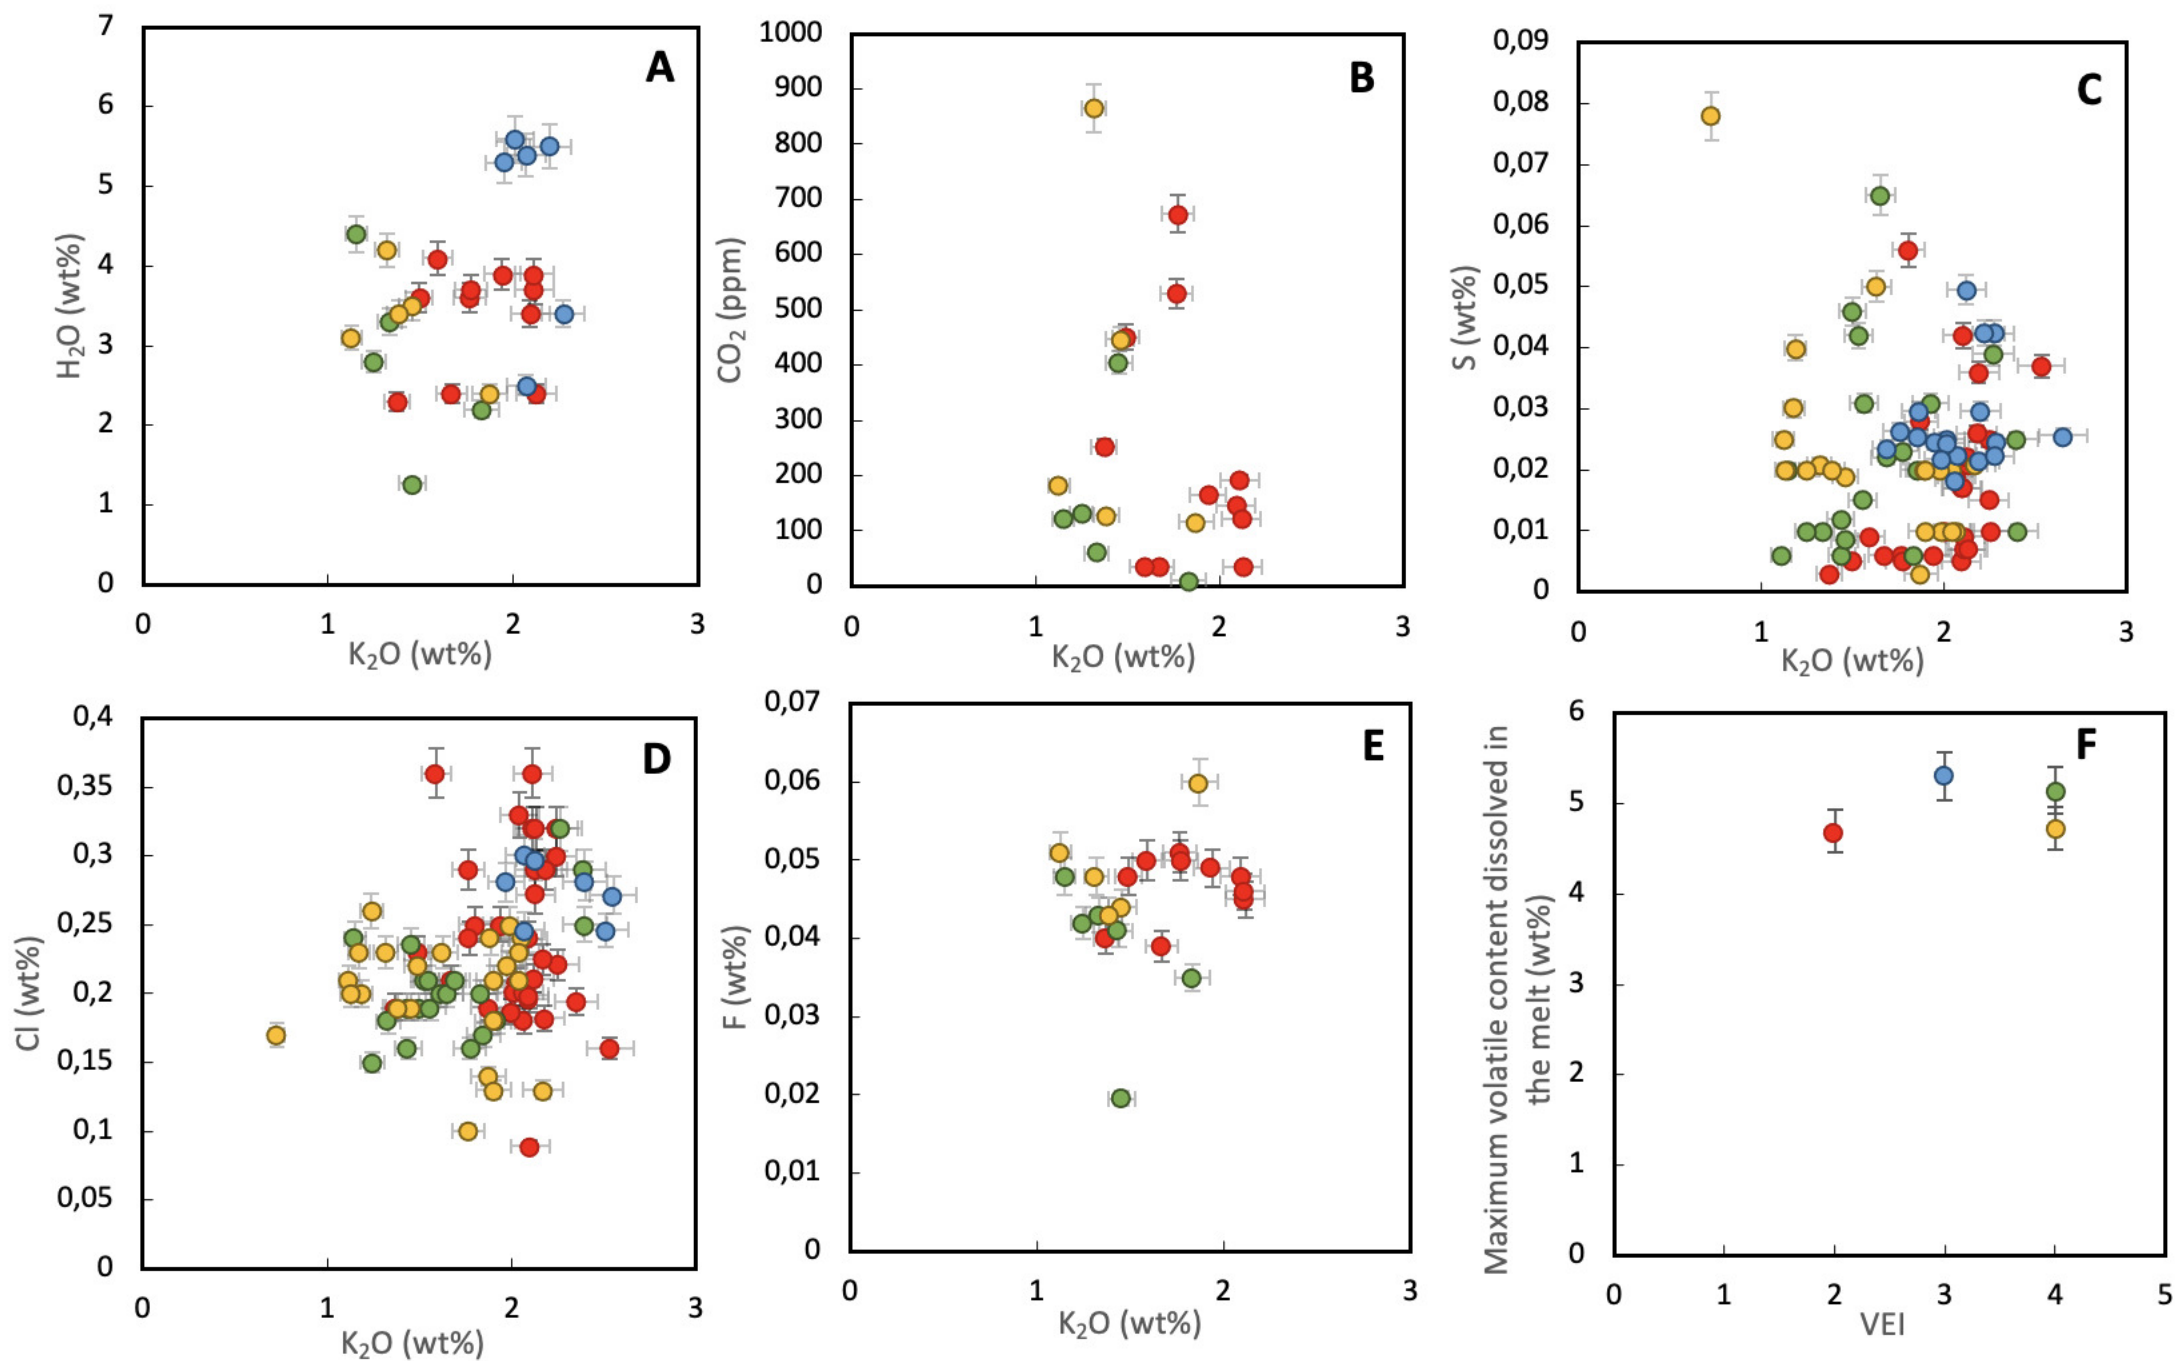 7
6
5
4
3
2
1
0
H₂O (wt%)
A
0 1 2 3
K₂O (wt%)
1000
900
800
700
600
500
400
300
200
100
0
CO₂ (ppm)
B
0 1 2 3
K₂O (wt%)
0,09
0,08
0,07
0,06
0,05
0,04
0,03
0,02
0,01
0
S (wt%)
C
0 1 2 3
K₂O (wt%)
0,4
0,35
0,3
0,25
0,2
0,15
0,1
0,05
0
Cl (wt%)
D
0 1 2 3
K₂O (wt%)
0,07
0,06
0,05
0,04
0,03
0,02
0,01
0
F (wt%)
E
0 1 2 3
K₂O (wt%)
6
5
4
3
2
1
0
Maximum volatile content dissolved in
the melt (wt%)
F
0 1 2 3 4 5
VEI